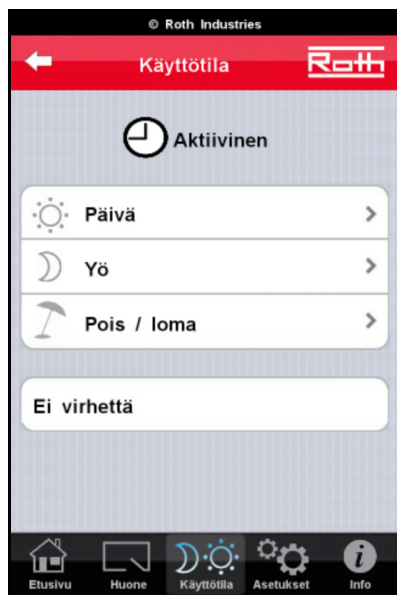 © Roth Industries
Käyttötila
Roth
Aktiivinen
Päivä
Yö
Pois / loma
Ei virhettä
Etusivu Huone Käyttötila Asetukset Info